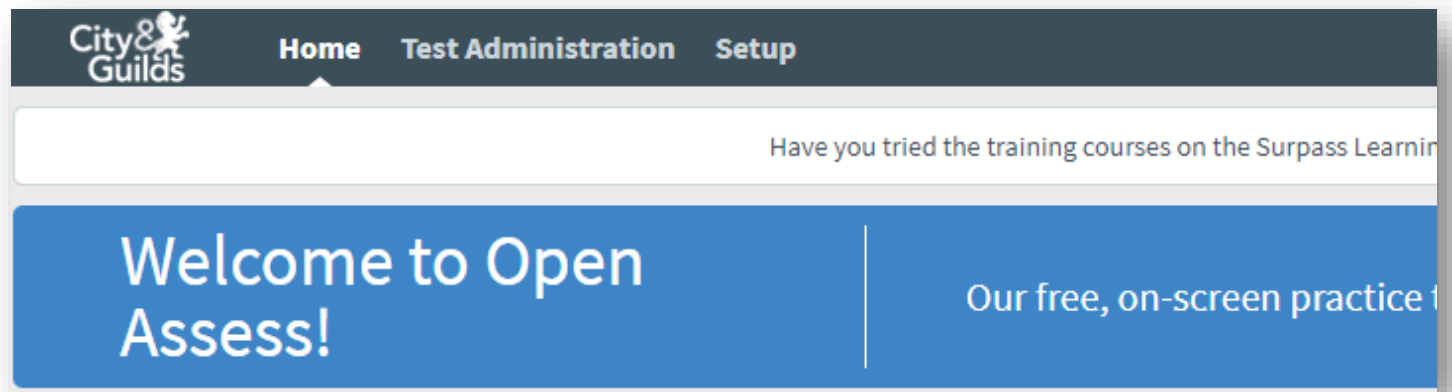 City&
Guilds
Home Test Administration Setup
Have you tried the training courses on the Surpass
Welcome to Open
Assess!
Our free, on-screen practice